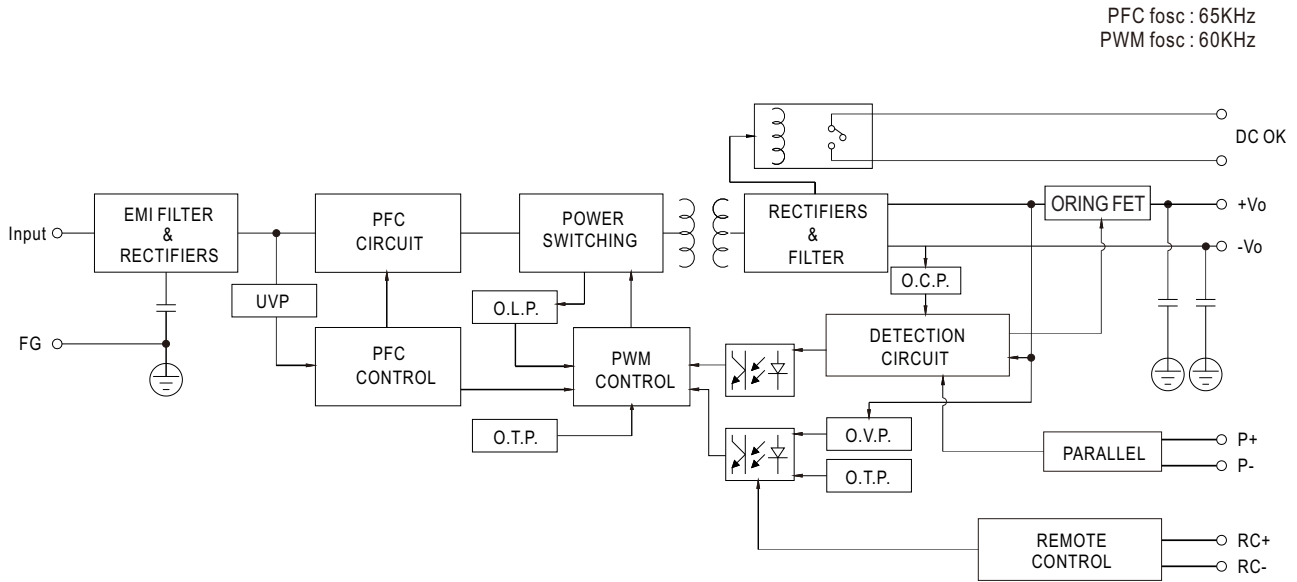 PFC fosc : 65KHz
PWM fosc : 60KHz
DC OK
Input
EMI FILTER
&
RECTIFIERS
PFC
CIRCUIT
POWER
SWITCHING
RECTIFIERS
&
FILTER
ORING FET
+Vo
-Vo
UVP
O.L.P.
O.C.P.
FG
PFC
CONTROL
PWM
CONTROL
DETECTION
CIRCUIT
O.T.P.
O.V.P.
O.T.P.
PARALLEL
P+
P-
REMOTE
CONTROL
RC+
RC-